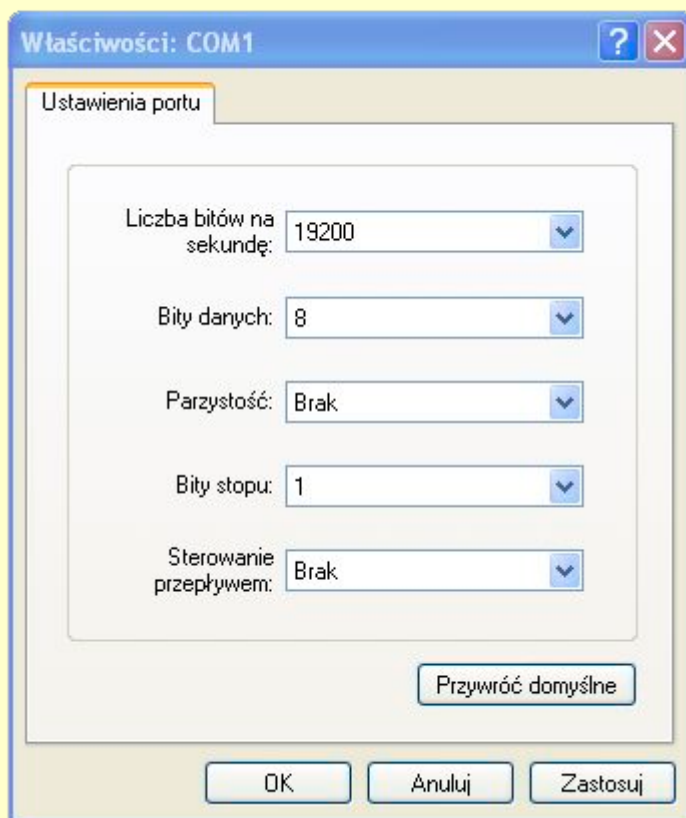 Właściwości: COM1
Ustawienia portu
Liczba bitów na
sekundę:
19200
Bity danych:
8
Parzystość:
Brak
Bity stopu:
1
Sterowanie
przepływem:
Brak
Przywróć domyślne
OK
Anuluj
Zastosuj